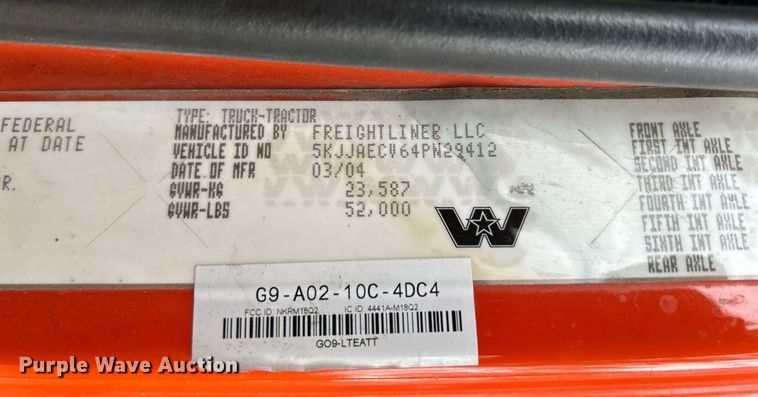 TYPE: TRUCK-TRACTOR
MANUFACTURED BY FREIGHTLINER LLC
VEHICLE ID NO 5KJJAECV64PN29412
DATE OF MFR 03/04
GVWR-KG 23,587
GVWR-LBS 52,000
FEDERAL
AT DATE
R.
FRONT AXLE
FIRST INT AXLE
SECOND INT AXLE
THIRD INT AXLE
FOURTH INT AXLE
FIFTH INT AXLE
SIXTH INT AXLE
REAR AXLE
W
G9-A02-10C-4DC4
FCC ID: NKRM18Q2 IC ID: 4441A-M18Q2
GO9-LTEATT
Purple Wave Auction